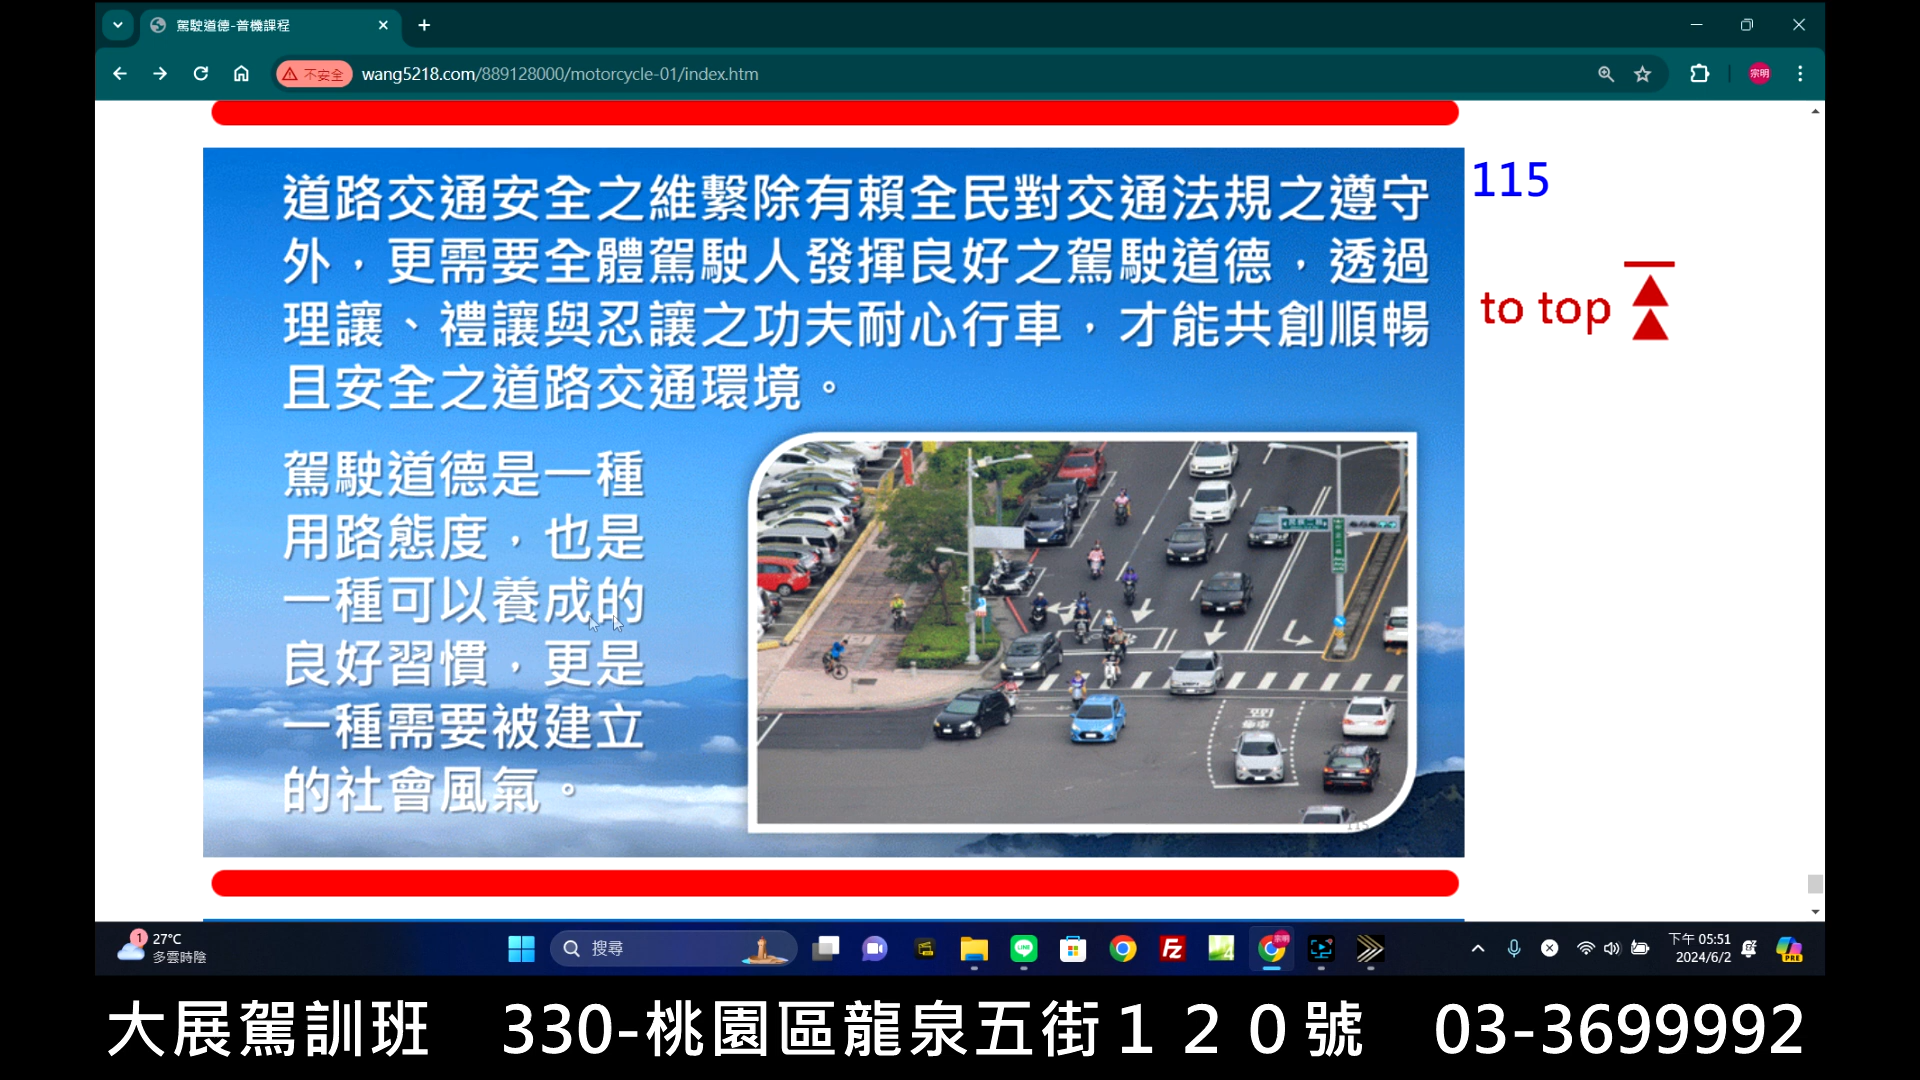 駕駛道德-普機課程
不安全
wang5218.com/889128000/motorcycle-01/index.htm
宗明
道路交通安全之維繫除有賴全民對交通法規之遵守
外，更需要全體駕駛人發揮良好之駕駛道德，透過
理讓、禮讓與忍讓之功夫耐心行車，才能共創順暢
且安全之道路交通環境。
115
to top
駕駛道德是一種
用路態度，也是
一種可以養成的
良好習慣，更是
一種需要被建立
的社會風氣。
115
1
27°C
多雲時陰
搜尋
下午 05:51
2024/6/2
PRE
大展駕訓班 330-桃園區龍泉五街１２０號 03-3699992